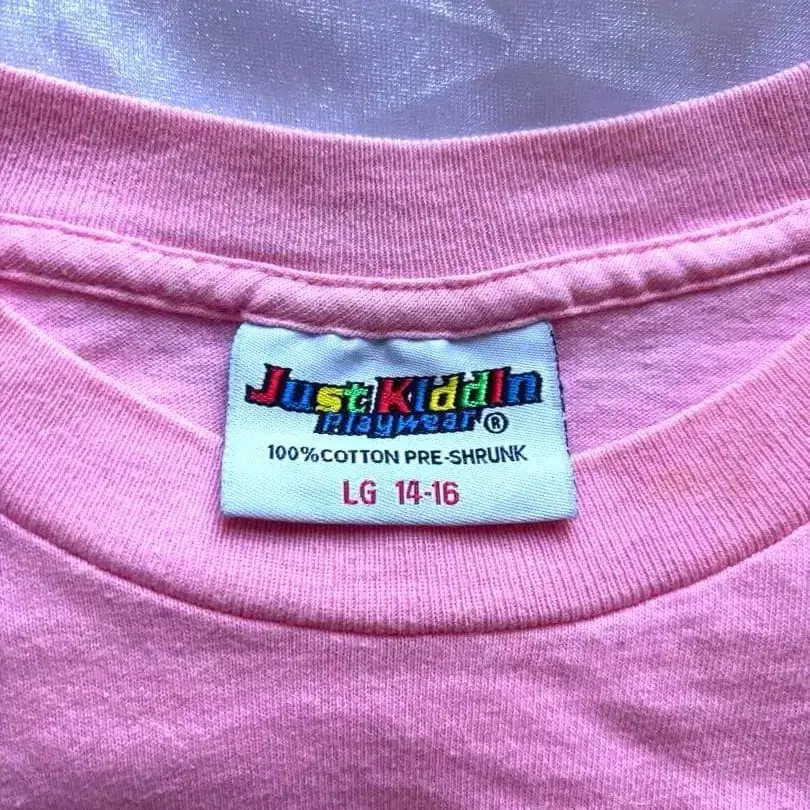 Just KIddIn
Playwear ®
100% COTTON PRE-SHRUNK
LG 14-16